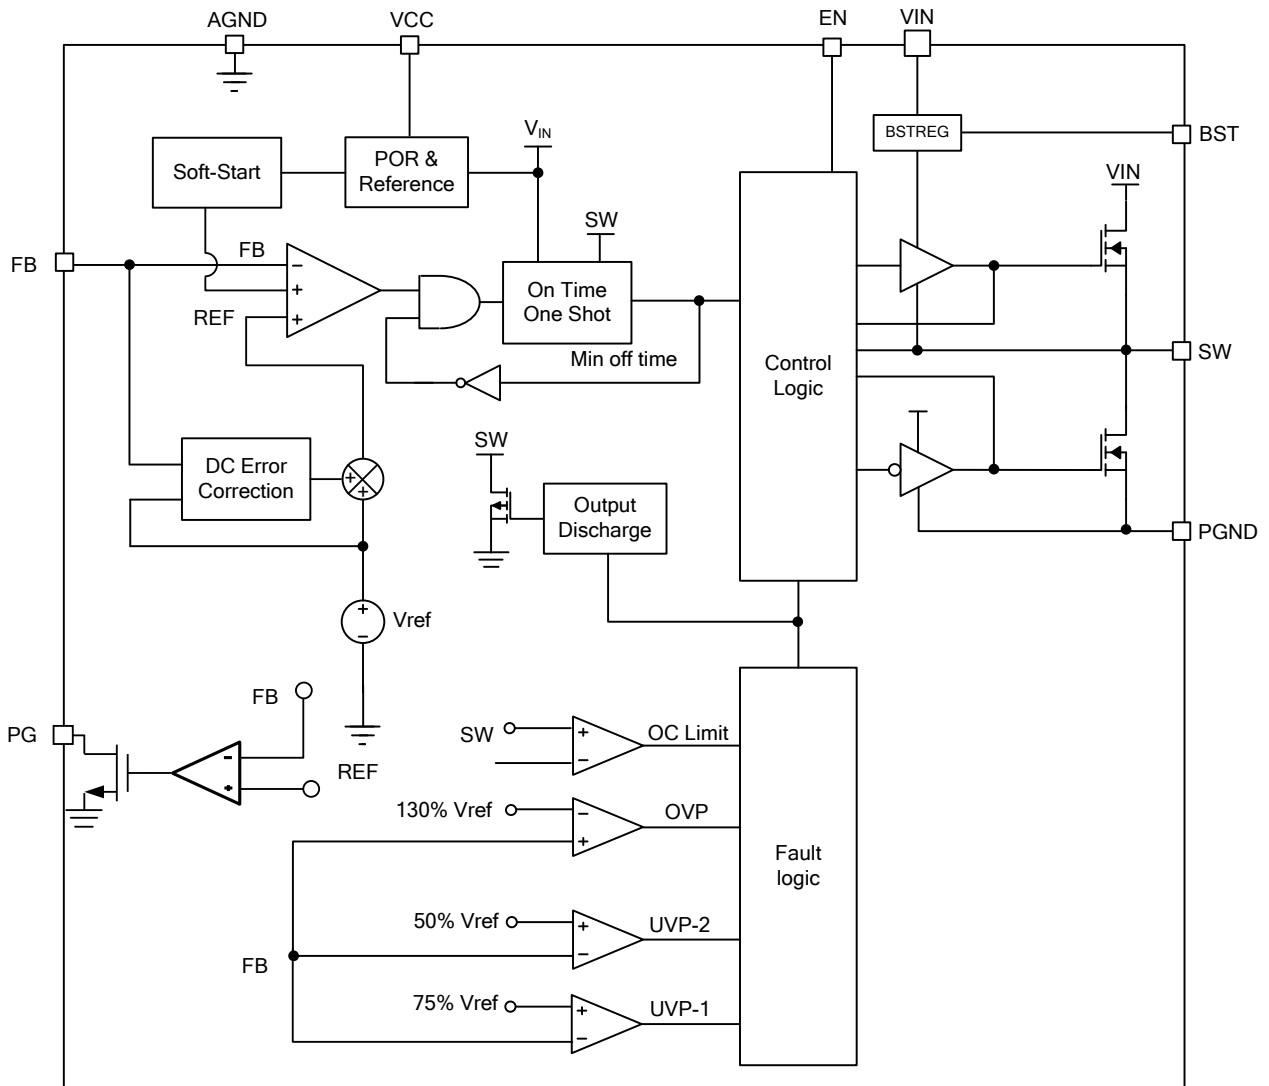 AGND
VCC
EN
VIN
BSTREG
BST
V_IN
Soft-Start
POR &
Reference
VIN
SW
FB
FB
−
+
+
REF
On Time
One Shot
SW
Min off time
Control
Logic
DC Error
Correction
+
+
SW
Output
Discharge
PGND
+
−
Vref
FB
PG
-
+
REF
SW
+
−
OC Limit
130% Vref
−
+
OVP
Fault
logic
50% Vref
+
−
UVP-2
FB
75% Vref
+
−
UVP-1